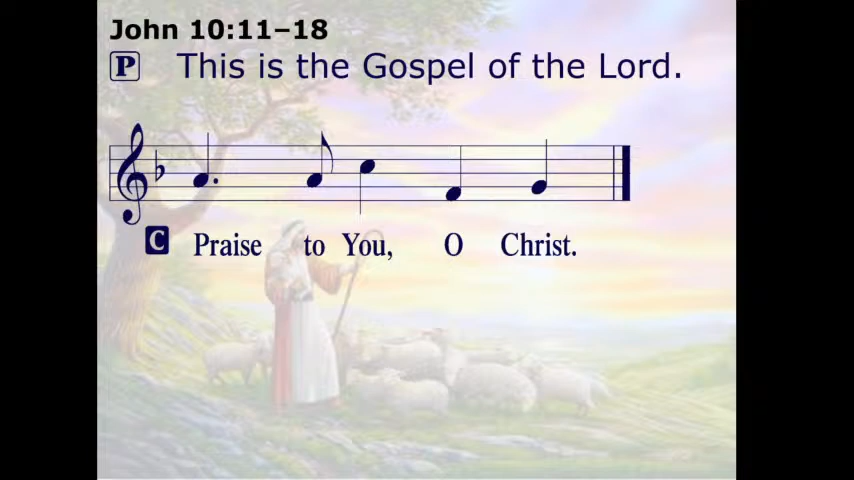 John 10:11–18
P This is the Gospel of the Lord.
C Praise to You, O Christ.